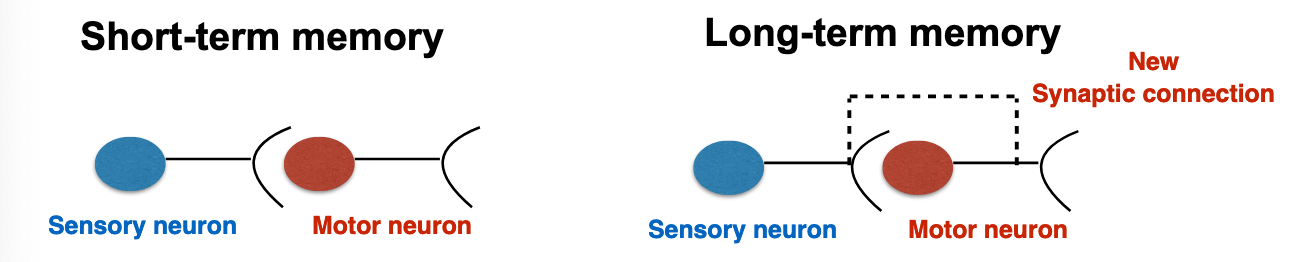 Short-term memory
Sensory neuron
Motor neuron
Long-term memory
New
Synaptic connection
Sensory neuron
Motor neuron